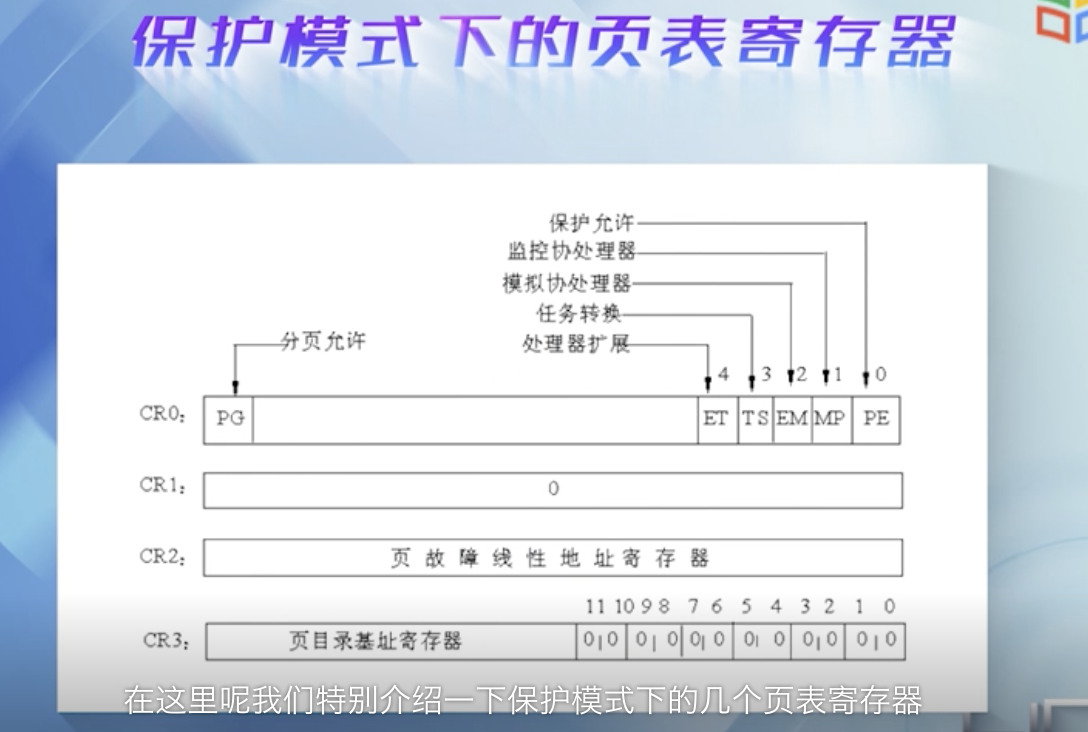 保护模式下的页表寄存器
保护允许
监控协处理器
模拟协处理器
任务转换
分页允许
处理器扩展
4 3 2 1 0
CR0: PG ET TS EM MP PE
CR1: 0
CR2: 页故障线性地址寄存器
11 10 9 8 7 6 5 4 3 2 1 0
CR3: 页目录基址寄存器 0 0 0 0 0 0 0 0 0 0 0 0
在这里呢我们特别介绍一下保护模式下的几个页表寄存器